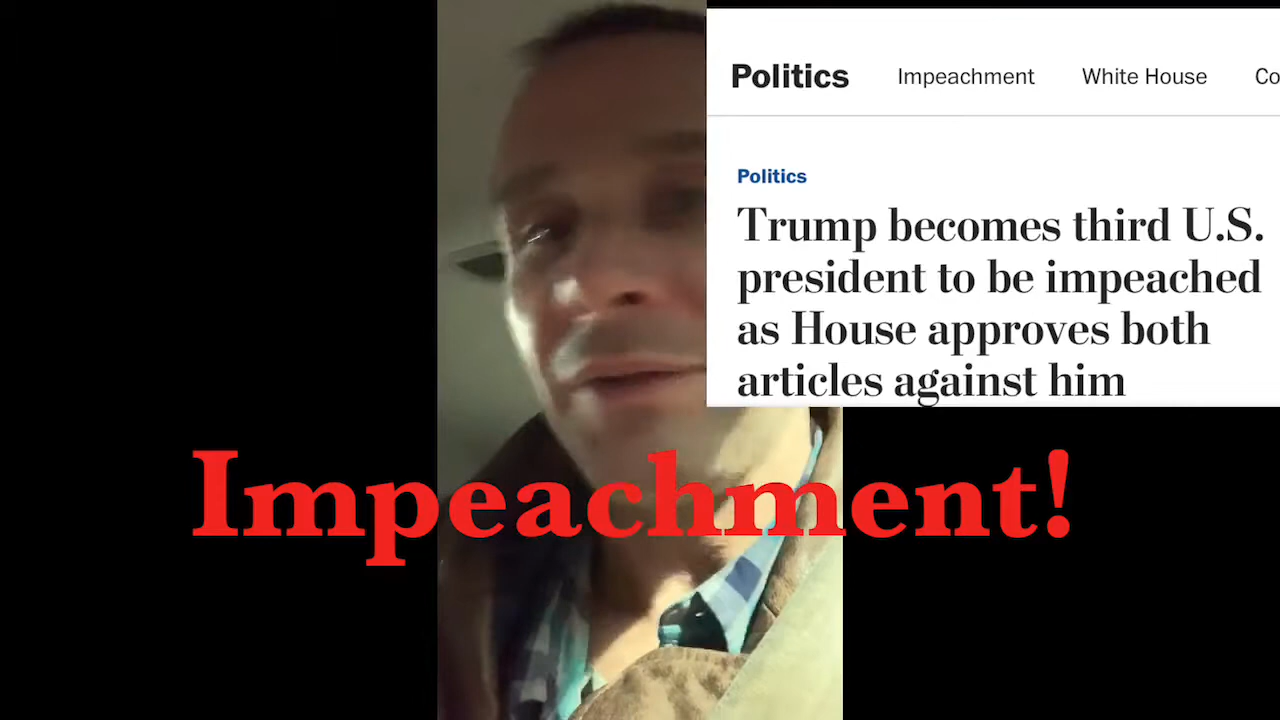 Politics Impeachment White House Co
Politics
Trump becomes third U.S.
president to be impeached
as House approves both
articles against him
Impeachment!